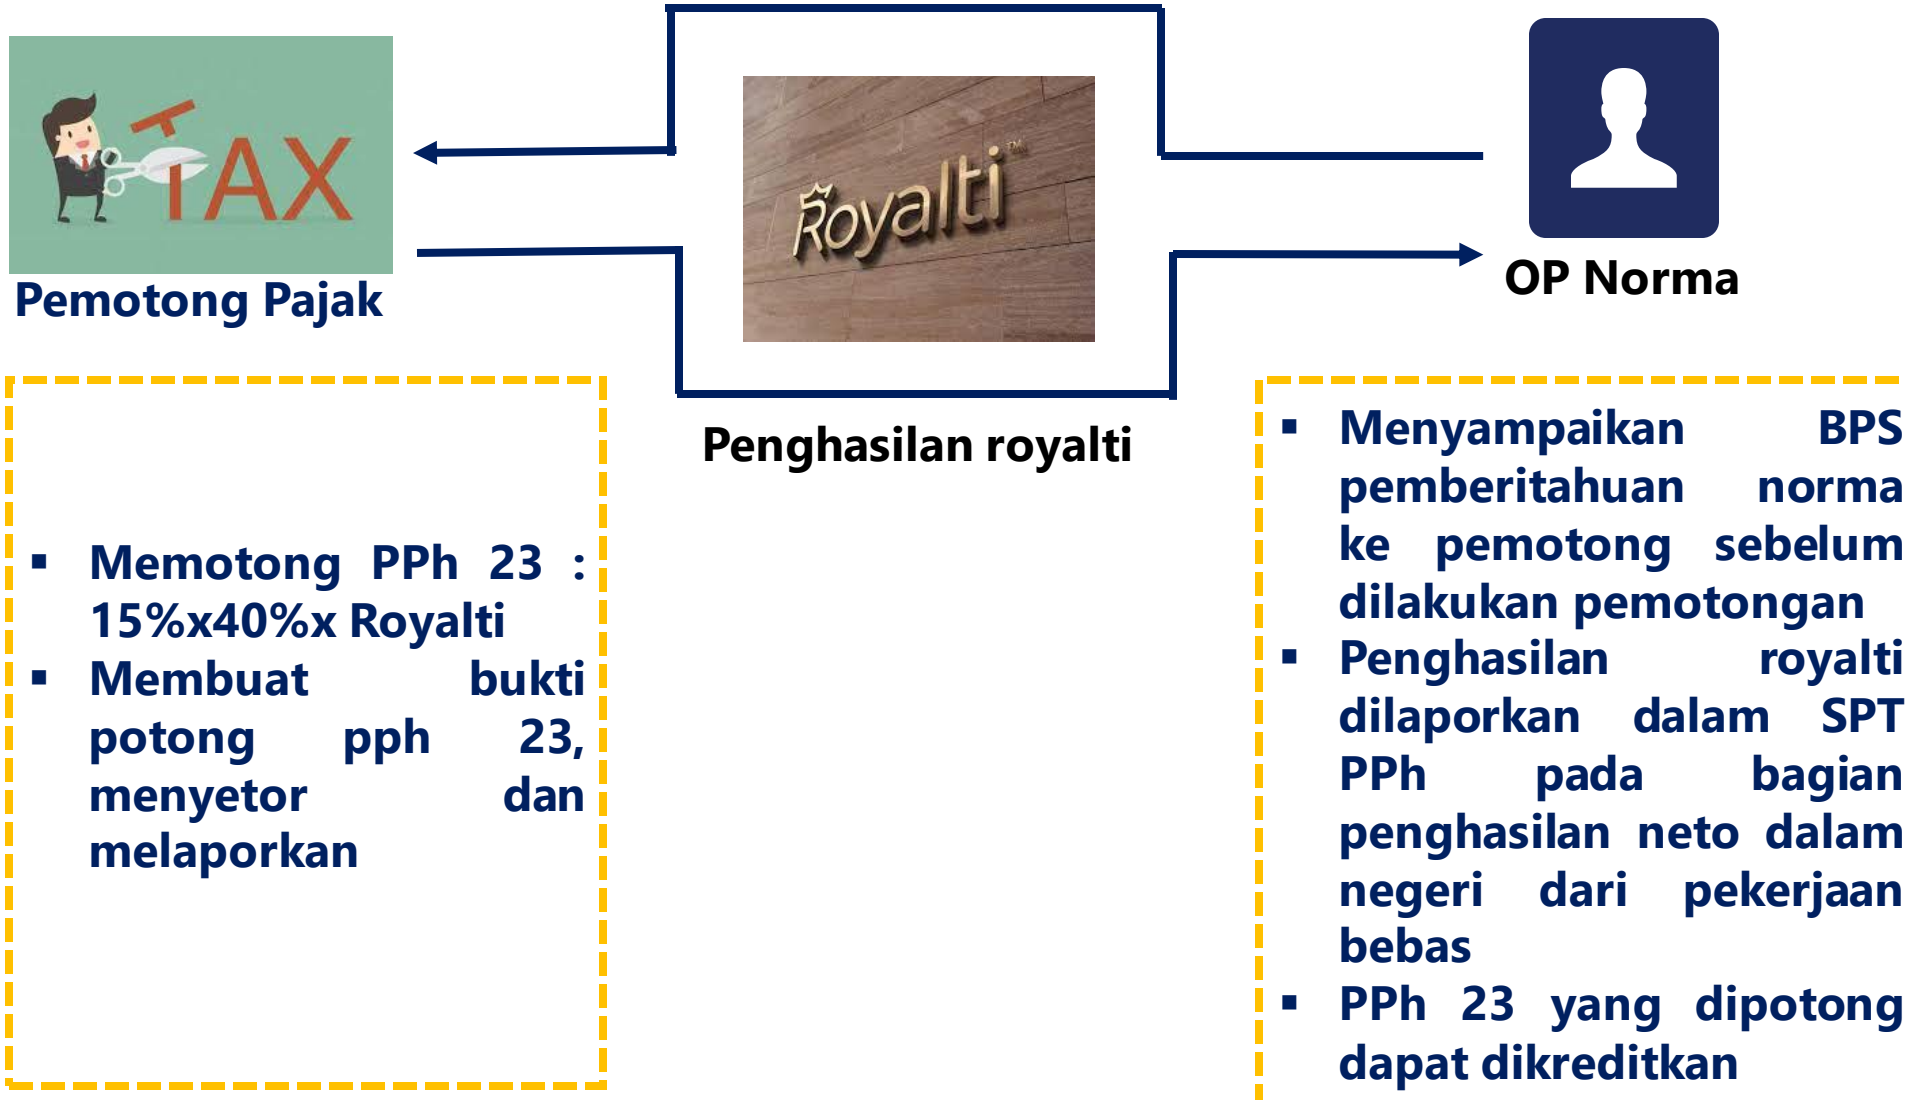 TAX
Royalti™
Pemotong Pajak
OP Norma
Penghasilan royalti
▪ Memotong PPh 23 :
15%x40%x Royalti
▪ Membuat bukti
potong pph 23,
menyetor dan
melaporkan
▪ Menyampaikan BPS
pemberitahuan norma
ke pemotong sebelum
dilakukan pemotongan
▪ Penghasilan royalti
dilaporkan dalam SPT
PPh pada bagian
penghasilan neto dalam
negeri dari pekerjaan
bebas
▪ PPh 23 yang dipotong
dapat dikreditkan